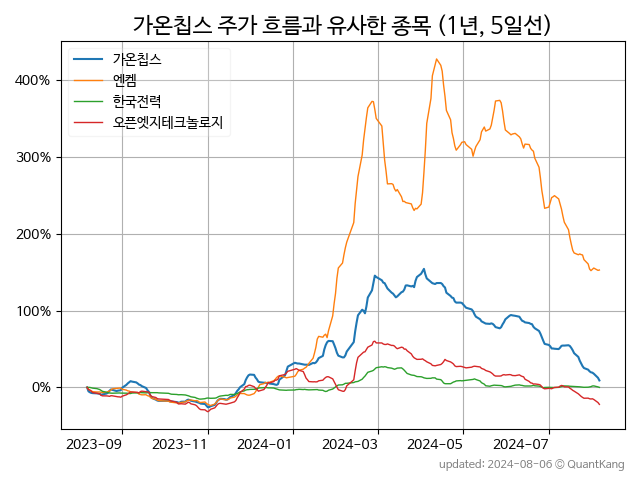 가온칩스 주가 흐름과 유사한 종목 (1년, 5일선)
가온칩스
엔켐
한국전력
오픈엣지테크놀로지
400%
300%
200%
100%
0%
2023-09 2023-11 2024-01 2024-03 2024-05 2024-07
updated: 2024-08-06 © QuantKang